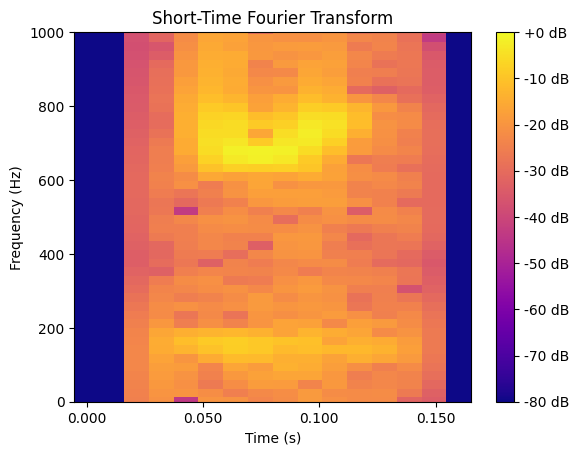 Short-Time Fourier Transform
1000
800
600
400
200
0
Frequency (Hz)
0.000
0.050
0.100
0.150
Time (s)
+0 dB
-10 dB
-20 dB
-30 dB
-40 dB
-50 dB
-60 dB
-70 dB
-80 dB